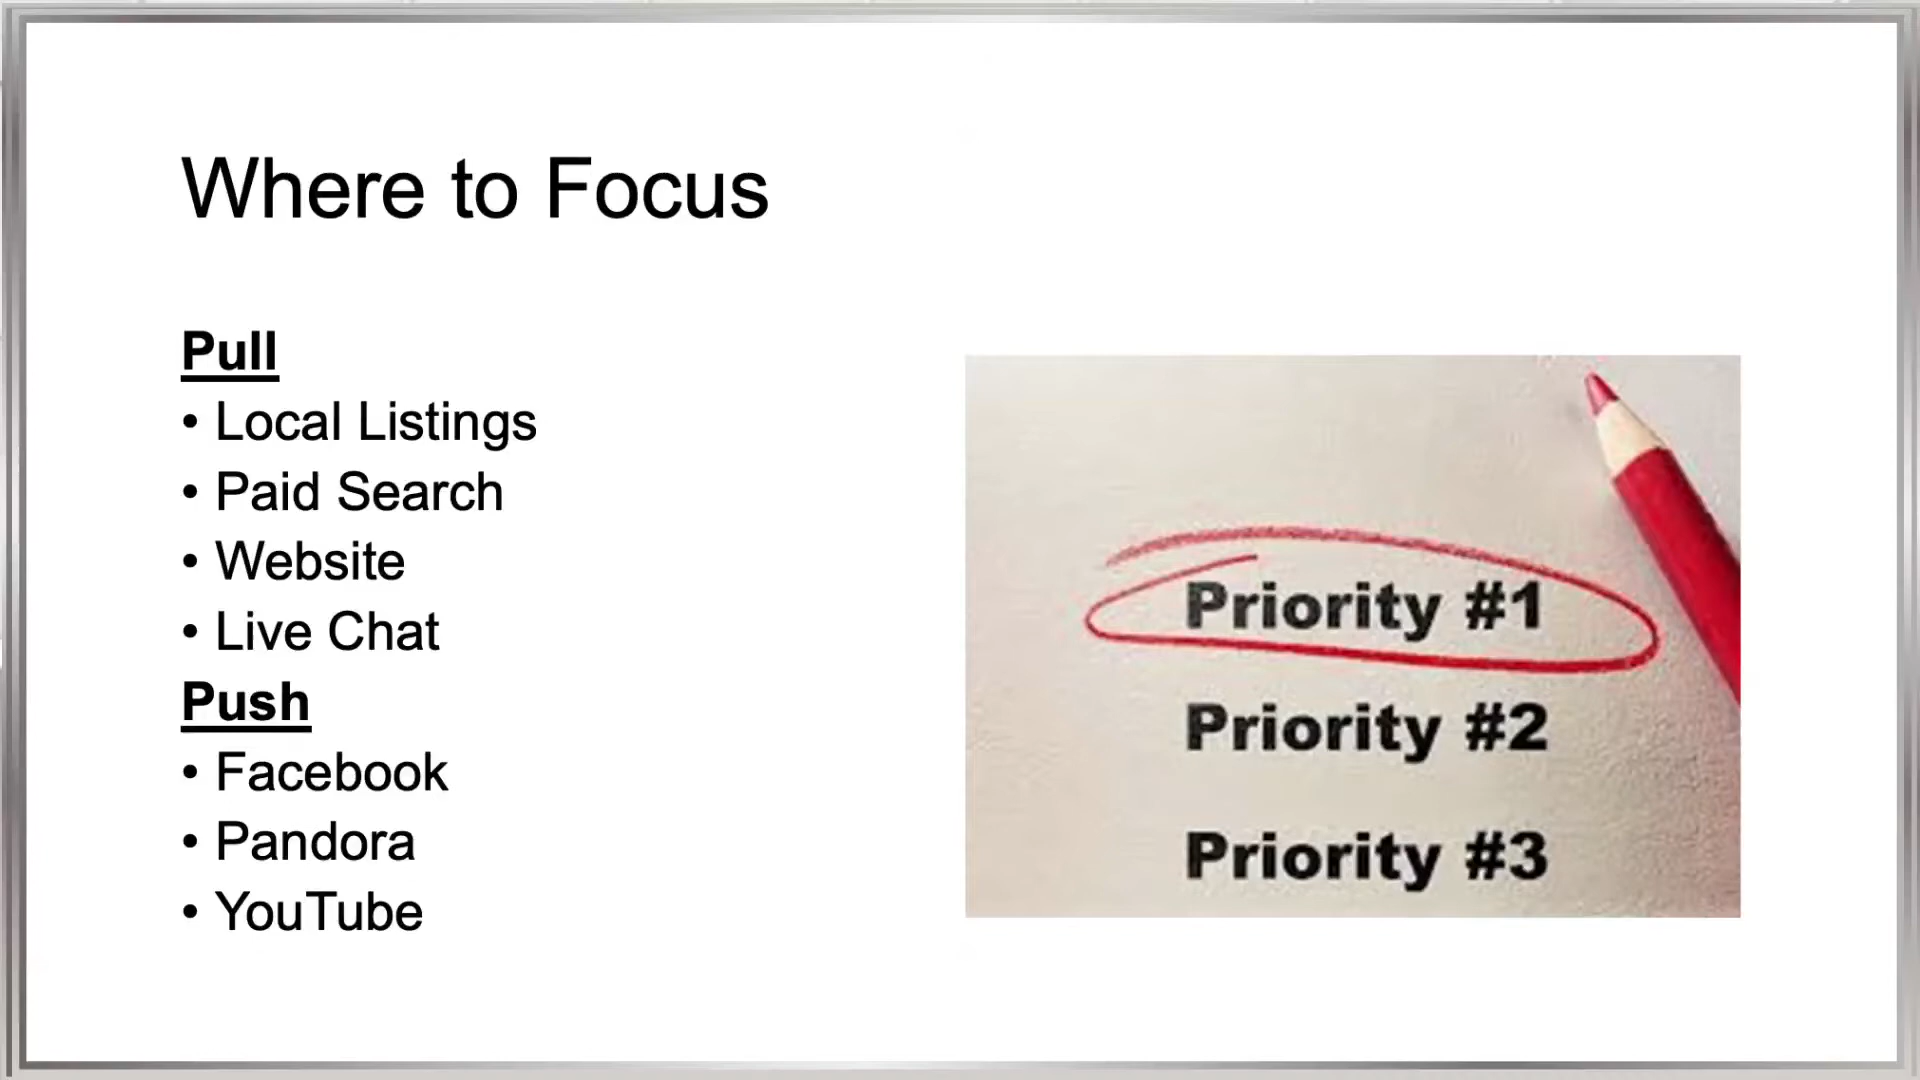 Where to Focus
Pull
• Local Listings
• Paid Search
• Website
• Live Chat
Push
• Facebook
• Pandora
• YouTube
Priority #1
Priority #2
Priority #3